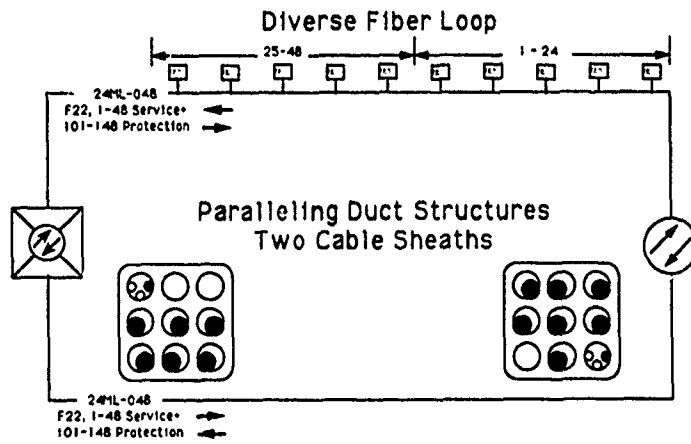 Diverse Fiber Loop
25-48
1-24
24ML-048
F22, 1-48 Service+
101-148 Protection
Paralleling Duct Structures
Two Cable Sheaths
24ML-048
F22, 1-48 Service+
101-148 Protection